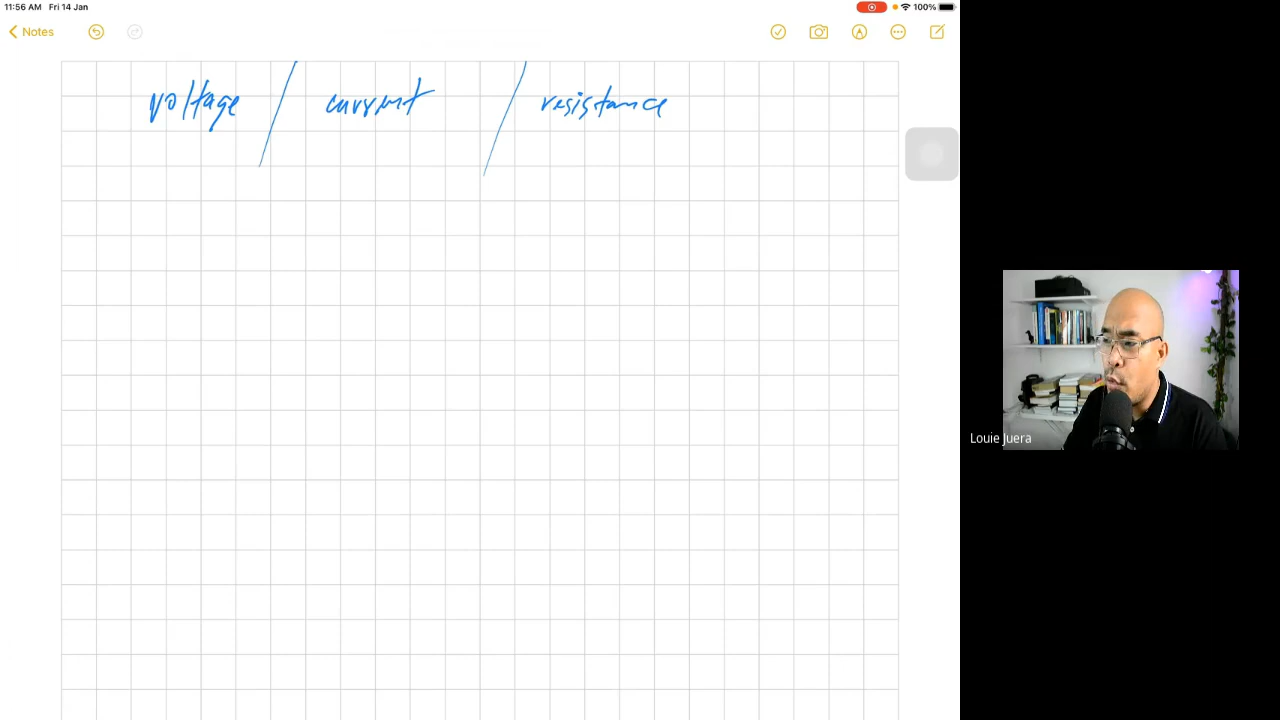 11:56 AM Fri 14 Jan 100%
Notes
voltage / current / resistance
Louie Juera